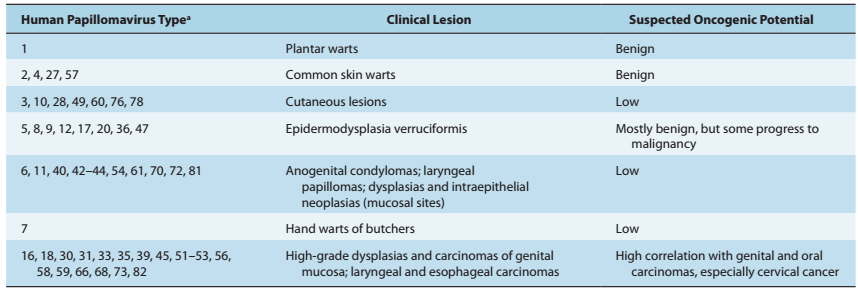 Human Papillomavirus Typeᵃ Clinical Lesion Suspected Oncogenic Potential
1 Plantar warts Benign
2, 4, 27, 57 Common skin warts Benign
3, 10, 28, 49, 60, 76, 78 Cutaneous lesions Low
5, 8, 9, 12, 17, 20, 36, 47 Epidermodysplasia verruciformis Mostly benign, but some progress to
malignancy
6, 11, 40, 42–44, 54, 61, 70, 72, 81 Anogenital condylomas; laryngeal Low
papillomas; dysplasias and intraepithelial
neoplasias (mucosal sites)
7 Hand warts of butchers Low
16, 18, 30, 31, 33, 35, 39, 45, 51–53, 56, High-grade dysplasias and carcinomas of genital High correlation with genital and oral
58, 59, 66, 68, 73, 82 mucosa; laryngeal and esophageal carcinomas carcinomas, especially cervical cancer